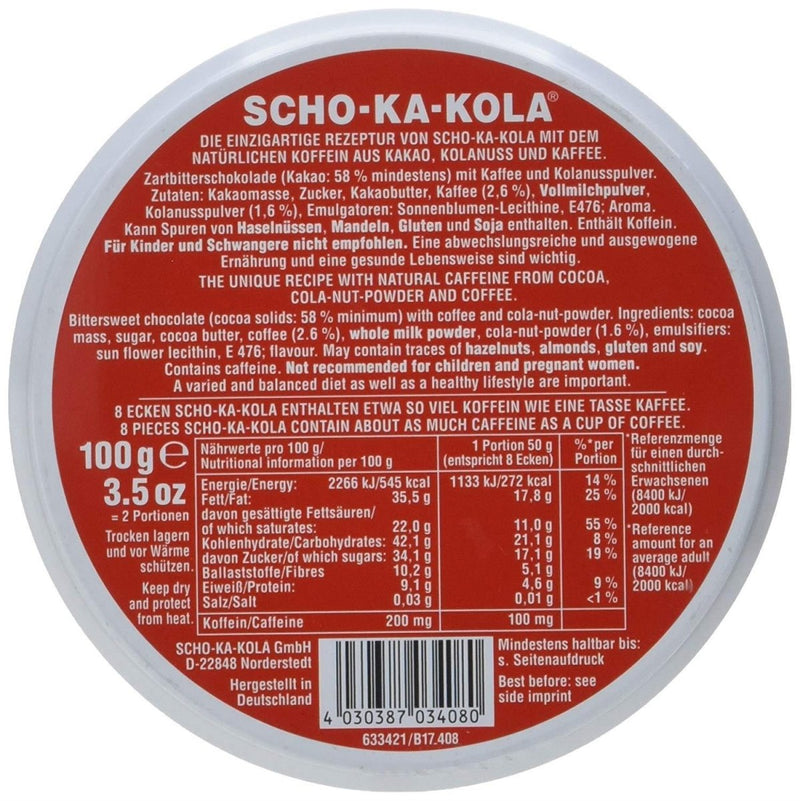 SCHO-KA-KOLA®
DIE EINZIGARTIGE REZEPTUR VON SCHO-KA-KOLA MIT DEM
NATÜRLICHEN KOFFEIN AUS KAKAO, KOLANUSS UND KAFFEE.
Zartbitterschokolade (Kakao: 58 % mindestens) mit Kaffee und Kolanusspulver.
Zutaten: Kakaomasse, Zucker, Kakaobutter, Kaffee (2,6 %), Vollmilchpulver,
Kolanusspulver (1,6 %), Emulgatoren: Sonnenblumen-Lecithine, E476; Aroma.
Kann Spuren von Haselnüssen, Mandeln, Gluten und Soja enthalten. Enthält Koffein.
Für Kinder und Schwangere nicht empfohlen. Eine abwechslungsreiche und ausgewogene
Ernährung und eine gesunde Lebensweise sind wichtig.
THE UNIQUE RECIPE WITH NATURAL CAFFEINE FROM COCOA,
COLA-NUT-POWDER AND COFFEE.
Bittersweet chocolate (cocoa solids: 58 % minimum) with coffee and cola-nut-powder. Ingredients: cocoa
mass, sugar, cocoa butter, coffee (2.6 %), whole milk powder, cola-nut-powder (1.6 %), emulsifiers:
sun flower lecithin, E 476; flavour. May contain traces of hazelnuts, almonds, gluten and soy.
Contains caffeine. Not recommended for children and pregnant women.
A varied and balanced diet as well as a healthy lifestyle are important.
8 ECKEN SCHO-KA-KOLA ENTHALTEN ETWA SO VIEL KOFFEIN WIE EINE TASSE KAFFEE.
8 PIECES SCHO-KA-KOLA CONTAIN ABOUT AS MUCH CAFFEINE AS A CUP OF COFFEE.
100 g e
3.5 oz
= 2 Portionen
Trocken lagern
und vor Wärme
schützen.
Keep dry
and protect
from heat.
Nährwerte pro 100 g/ 1 Portion 50 g %*per
Nutritional information per 100 g (entspricht 8 Ecken) Portion
Energie/Energy: 2266 kJ/545 kcal 1133 kJ/272 kcal 14 %
Fett/Fat: 35,5 g 17,8 g 25 %
davon gesättigte Fettsäuren/
of which saturates: 22,0 g 11,0 g 55 %
Kohlenhydrate/Carbohydrates: 42,1 g 21,1 g 8 %
davon Zucker/of which sugars: 34,1 g 17,1 g 19 %
Ballaststoffe/Fibres 10,2 g 5,1 g
Eiweiß/Protein: 9,1 g 4,6 g 9 %
Salz/Salt 0,03 g 0,01 g <1 %
Koffein/Caffeine 200 mg 100 mg
*Referenzmenge
für einen durch-
schnittlichen
Erwachsenen
(8400 kJ/
2000 kcal)
*Reference
amount for an
average adult
(8400 kJ/
2000 kcal)
SCHO-KA-KOLA GmbH
D-22848 Norderstedt
Hergestellt in
Deutschland
4 030387 034080
Mindestens haltbar bis:
s. Seitenaufdruck
Best before: see
side imprint
633421/B17.408